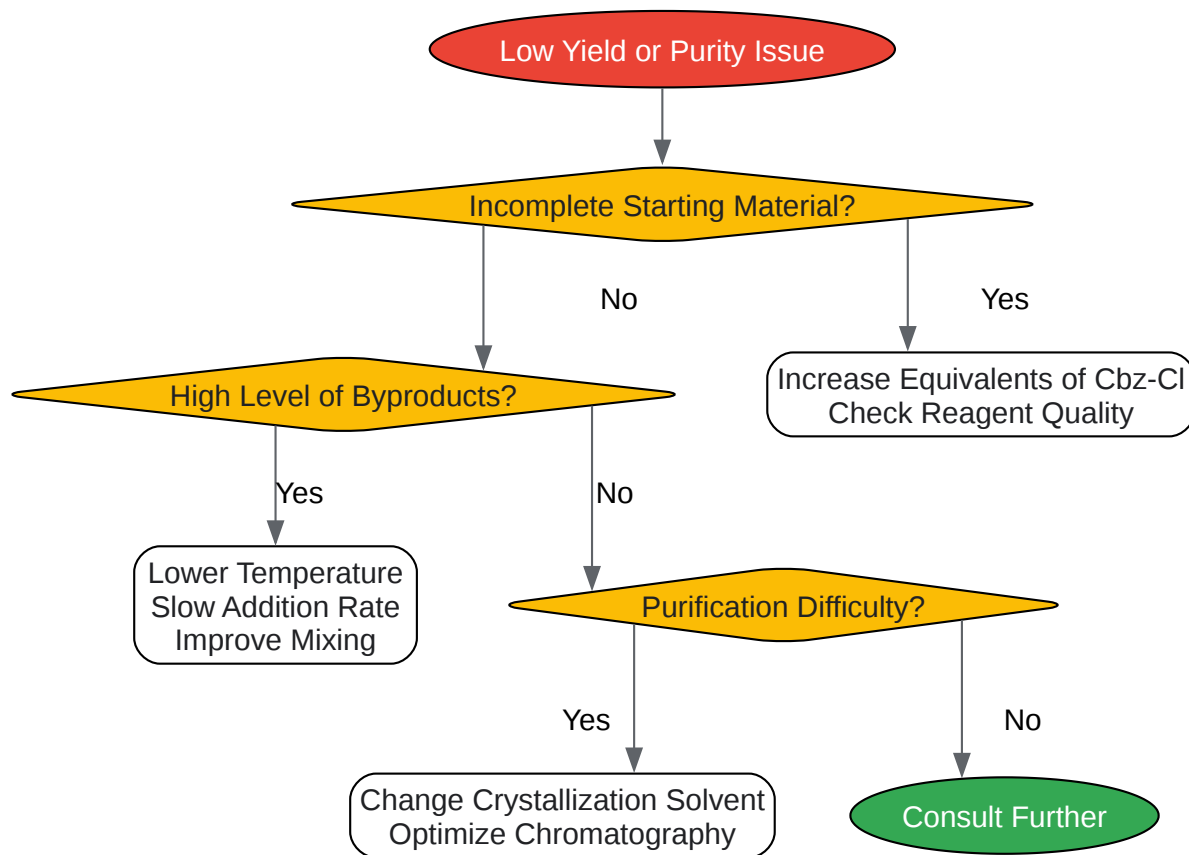 Low Yield or Purity Issue
Incomplete Starting Material?
No
Yes
Increase Equivalents of Cbz-Cl
Check Reagent Quality
High Level of Byproducts?
Yes
No
Lower Temperature
Slow Addition Rate
Improve Mixing
Purification Difficulty?
Yes
No
Change Crystallization Solvent
Optimize Chromatography
Consult Further